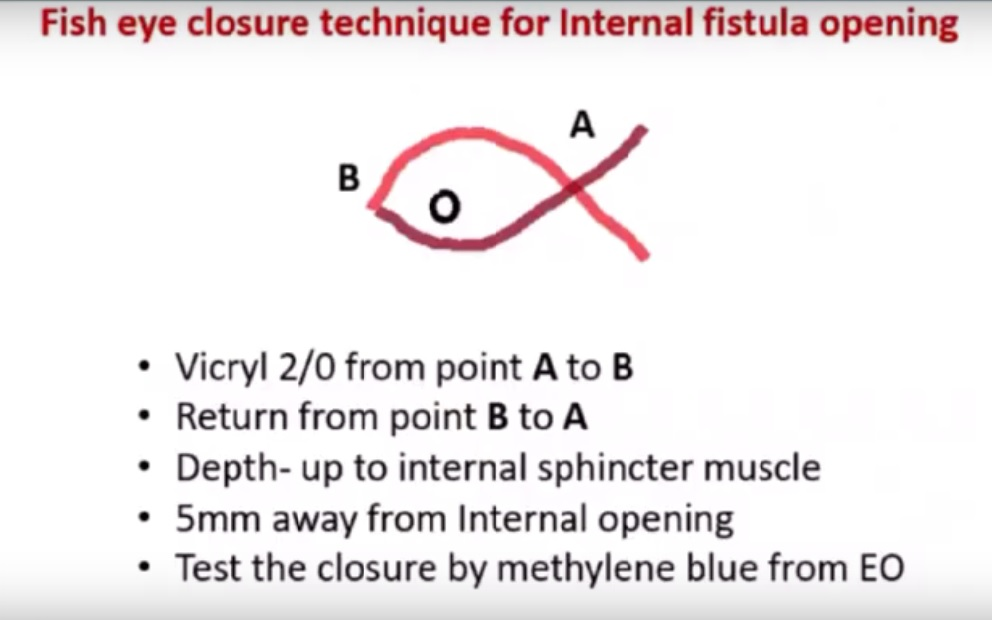 Fish eye closure technique for Internal fistula opening
A
B
O
• Vicryl 2/0 from point A to B
• Return from point B to A
• Depth- up to internal sphincter muscle
• 5mm away from Internal opening
• Test the closure by methylene blue from EO